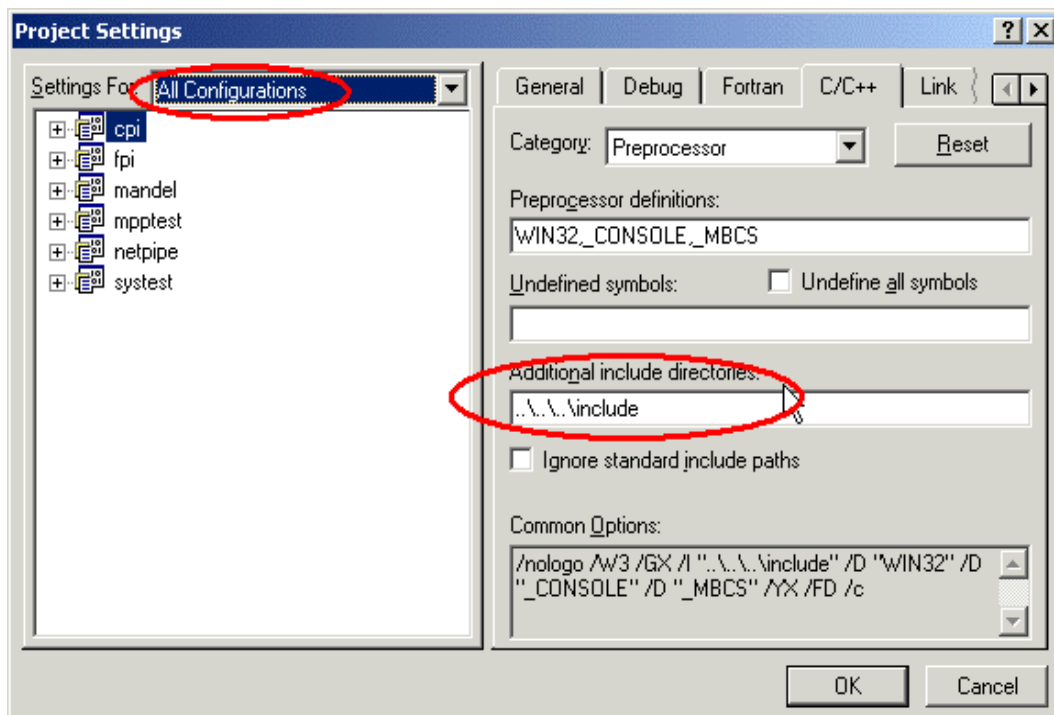 Project Settings
Settings For: All Configurations
cpi
fpi
mandel
mpptest
netpipe
systest
General Debug Fortran C/C++ Link
Category: Preprocessor Reset
Preprocessor definitions:
WIN32,_CONSOLE,_MBCS
Undefined symbols: Undefine all symbols
Additional include directories:
..\..\..\include
Ignore standard include paths
Common Options:
/nologo /W3 /GX /I "..\..\..\include" /D "WIN32" /D
"_CONSOLE" /D "_MBCS" /YX /FD /c
OK Cancel